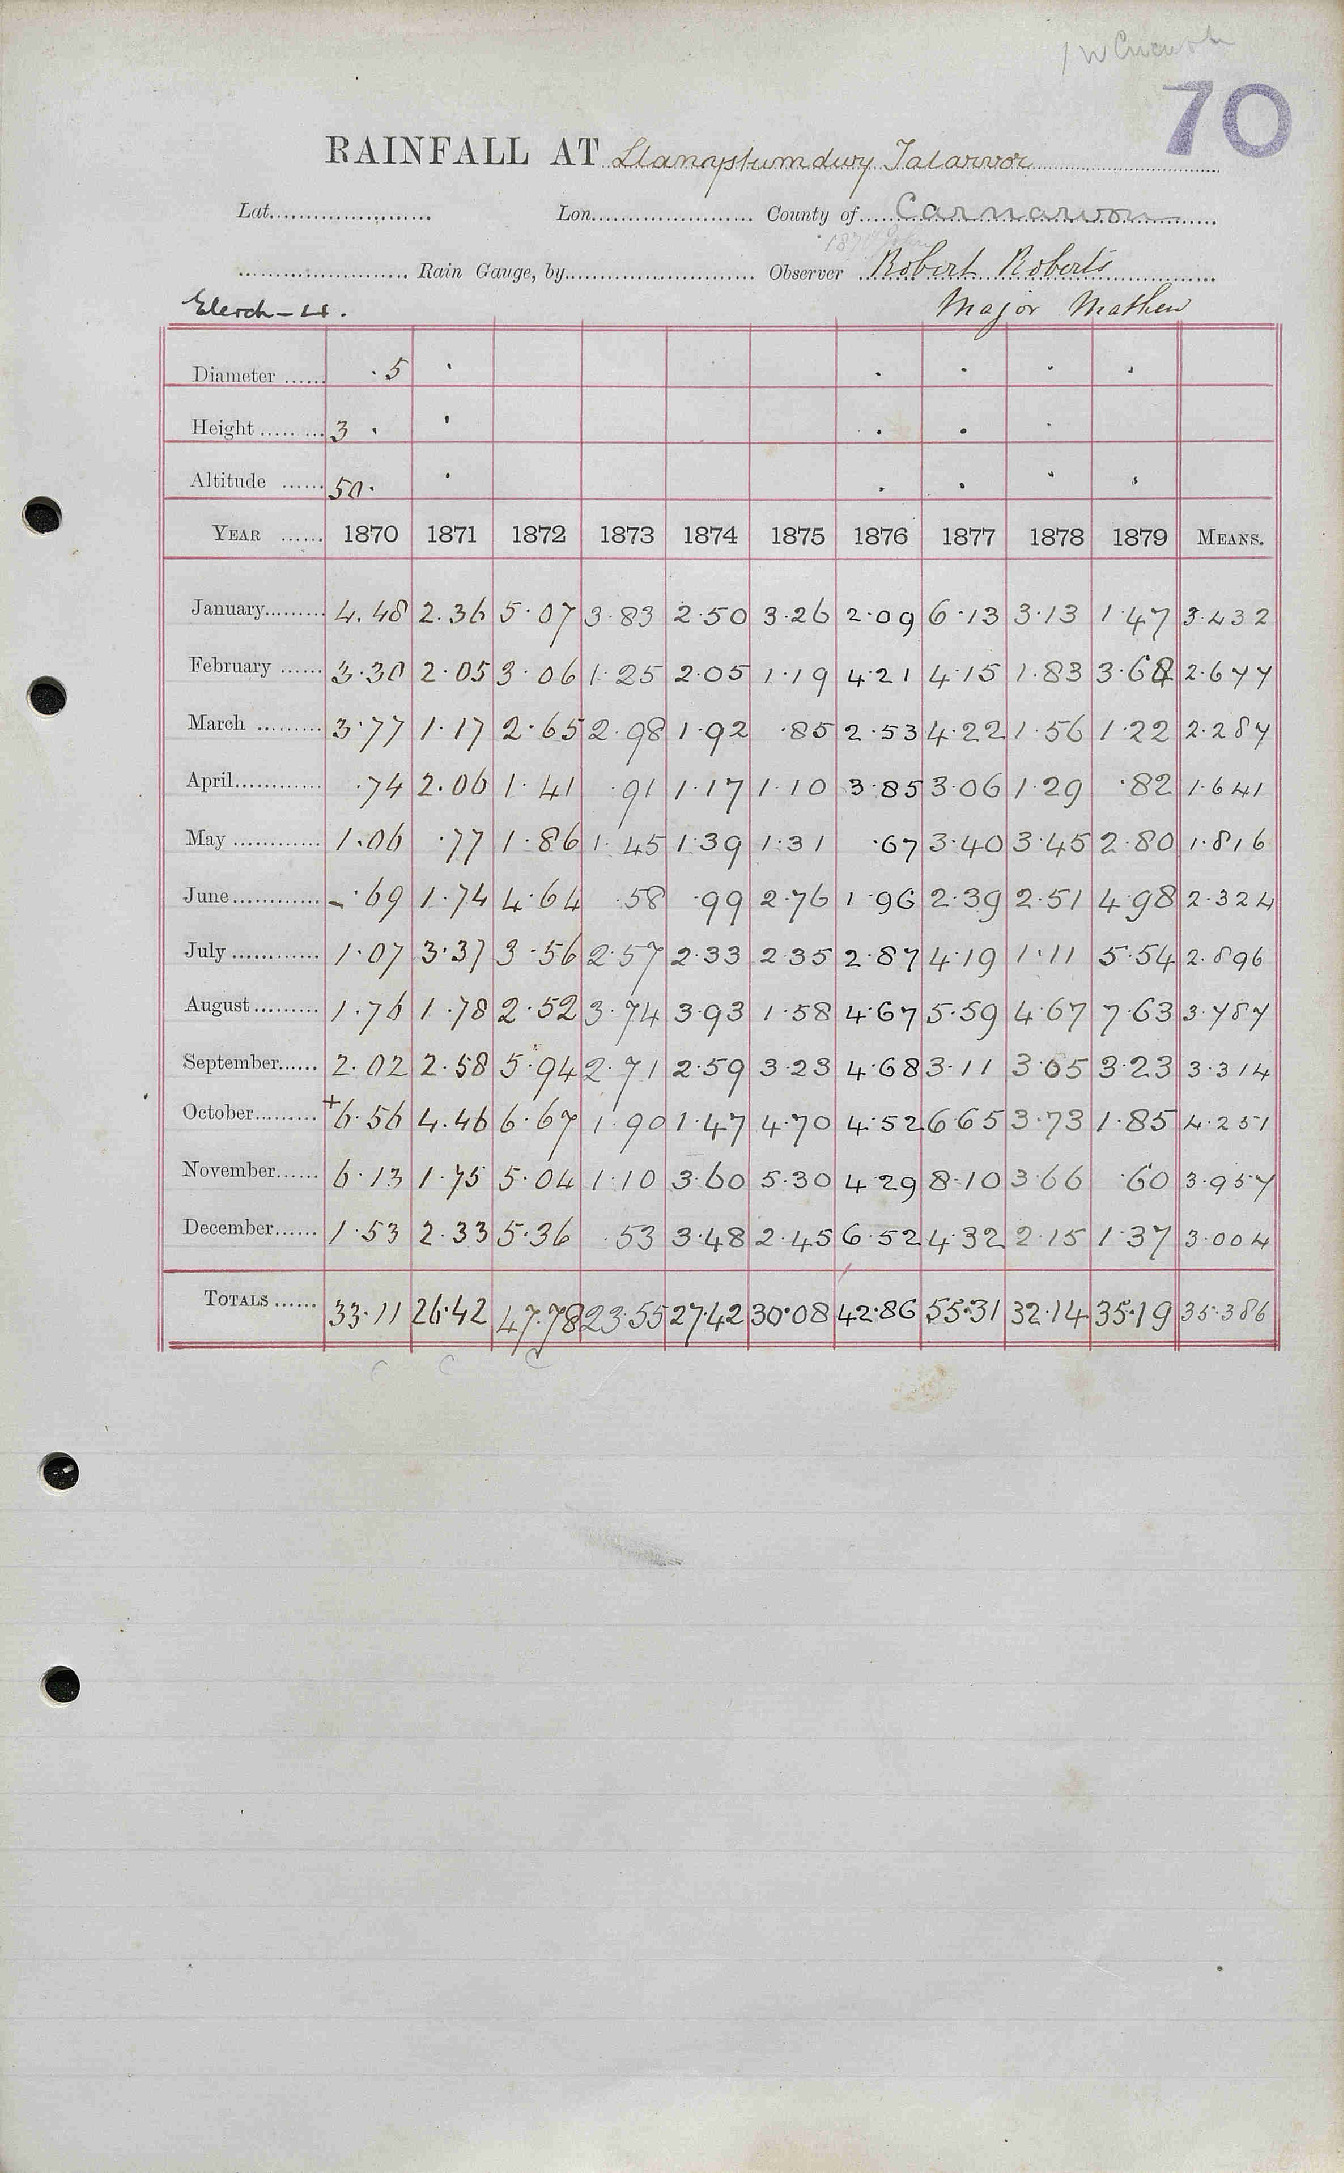 70
RAINFALL AT Llanystumdwy Talarvor
Lat.................... Lon.................... County of.... Carnarvon
.................... Rain Gauge, by.................... Observer Robert Roberts
Elerch - 4. Major Mathew
Diameter ...... .5 . . . . .
Height ......... 3 . . . . .
Altitude ...... 50. . . . . .
YEAR ...... 1870 1871 1872 1873 1874 1875 1876 1877 1878 1879 MEANS.
January......... 4.48 2.36 5.07 3.83 2.50 3.26 2.09 6.13 3.13 1.47 3.432
February ...... 3.30 2.05 3.06 1.25 2.05 1.19 4.21 4.15 1.83 3.68 2.677
March ......... 3.77 1.17 2.65 2.98 1.92 .85 2.53 4.22 1.56 1.22 2.287
April............ .74 2.06 1.41 .91 1.17 1.10 3.85 3.06 1.29 .82 1.641
May ............ 1.06 .77 1.86 1.45 1.39 1.31 .67 3.40 3.45 2.80 1.816
June............ - .69 1.74 4.64 .58 .99 2.76 1.96 2.39 2.51 4.98 2.324
July ............ 1.07 3.37 3.56 2.57 2.33 2.35 2.87 4.19 1.11 5.54 2.896
August ......... 1.76 1.78 2.52 3.74 3.93 1.58 4.67 5.59 4.67 7.63 3.787
September...... 2.02 2.58 5.94 2.71 2.59 3.23 4.68 3.11 3.05 3.23 3.314
October......... +6.56 4.46 6.67 1.90 1.47 4.70 4.52 6.65 3.73 1.85 4.251
November...... 6.13 1.75 5.04 1.10 3.60 5.30 4.29 8.10 3.66 .60 3.957
December...... 1.53 2.33 5.36 .53 3.48 2.45 6.52 4.32 2.15 1.37 3.004
TOTALS ...... 33.11 26.42 47.78 23.55 27.42 30.08 42.86 55.31 32.14 35.19 35.386